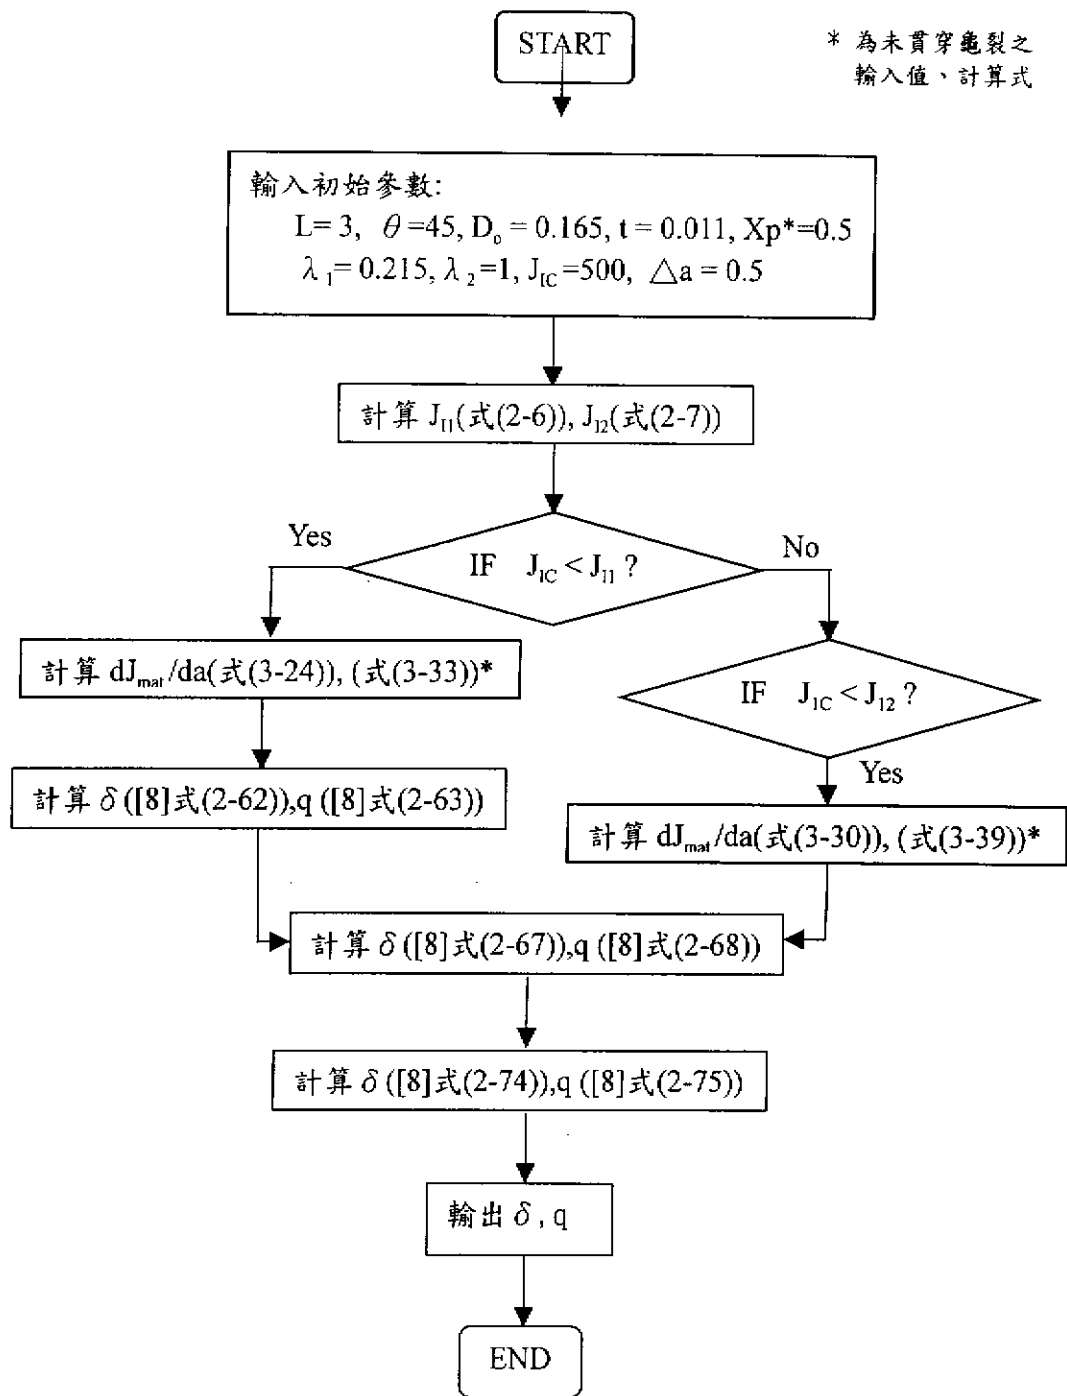 START
* 為未貫穿龜裂之
輸入值、計算式
輸入初始參數:
L= 3, θ=45, D₀ = 0.165, t = 0.011, Xp*=0.5
λ₁= 0.215, λ₂=1, J_IC=500, △a = 0.5
計算 J_I1(式(2-6)), J_I2(式(2-7))
Yes
IF J_IC < J_I1 ?
No
計算 dJ_mat/da(式(3-24)), (式(3-33))*
IF J_IC < J_I2 ?
計算 δ([8]式(2-62)),q ([8]式(2-63))
Yes
計算 dJ_mat/da(式(3-30)), (式(3-39))*
計算 δ([8]式(2-67)),q ([8]式(2-68))
計算 δ([8]式(2-74)),q ([8]式(2-75))
輸出 δ, q
END